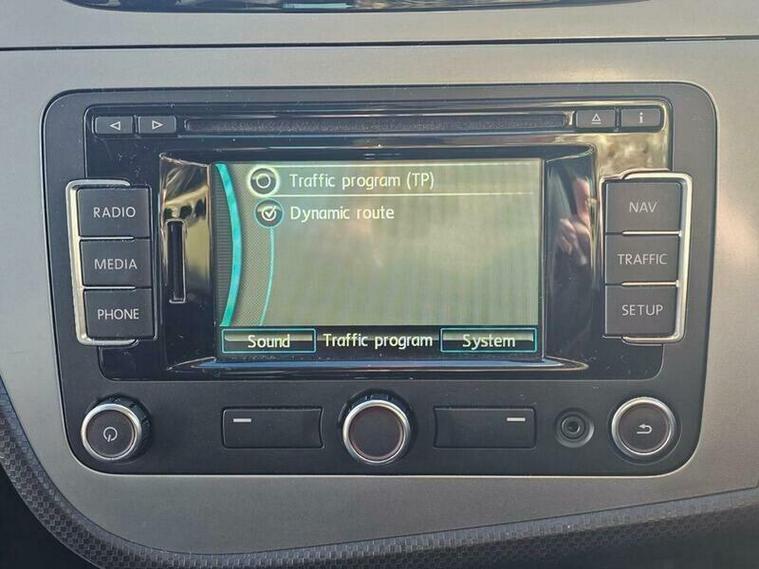 i
RADIO
MEDIA
PHONE
Traffic program (TP)
Dynamic route
Sound
Traffic program
System
NAV
TRAFFIC
SETUP